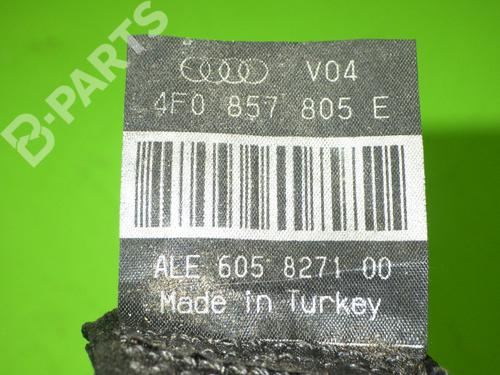 B-PARTS
V04
4F0 857 805 E
ALE 605 8271 00
Made in Turkey